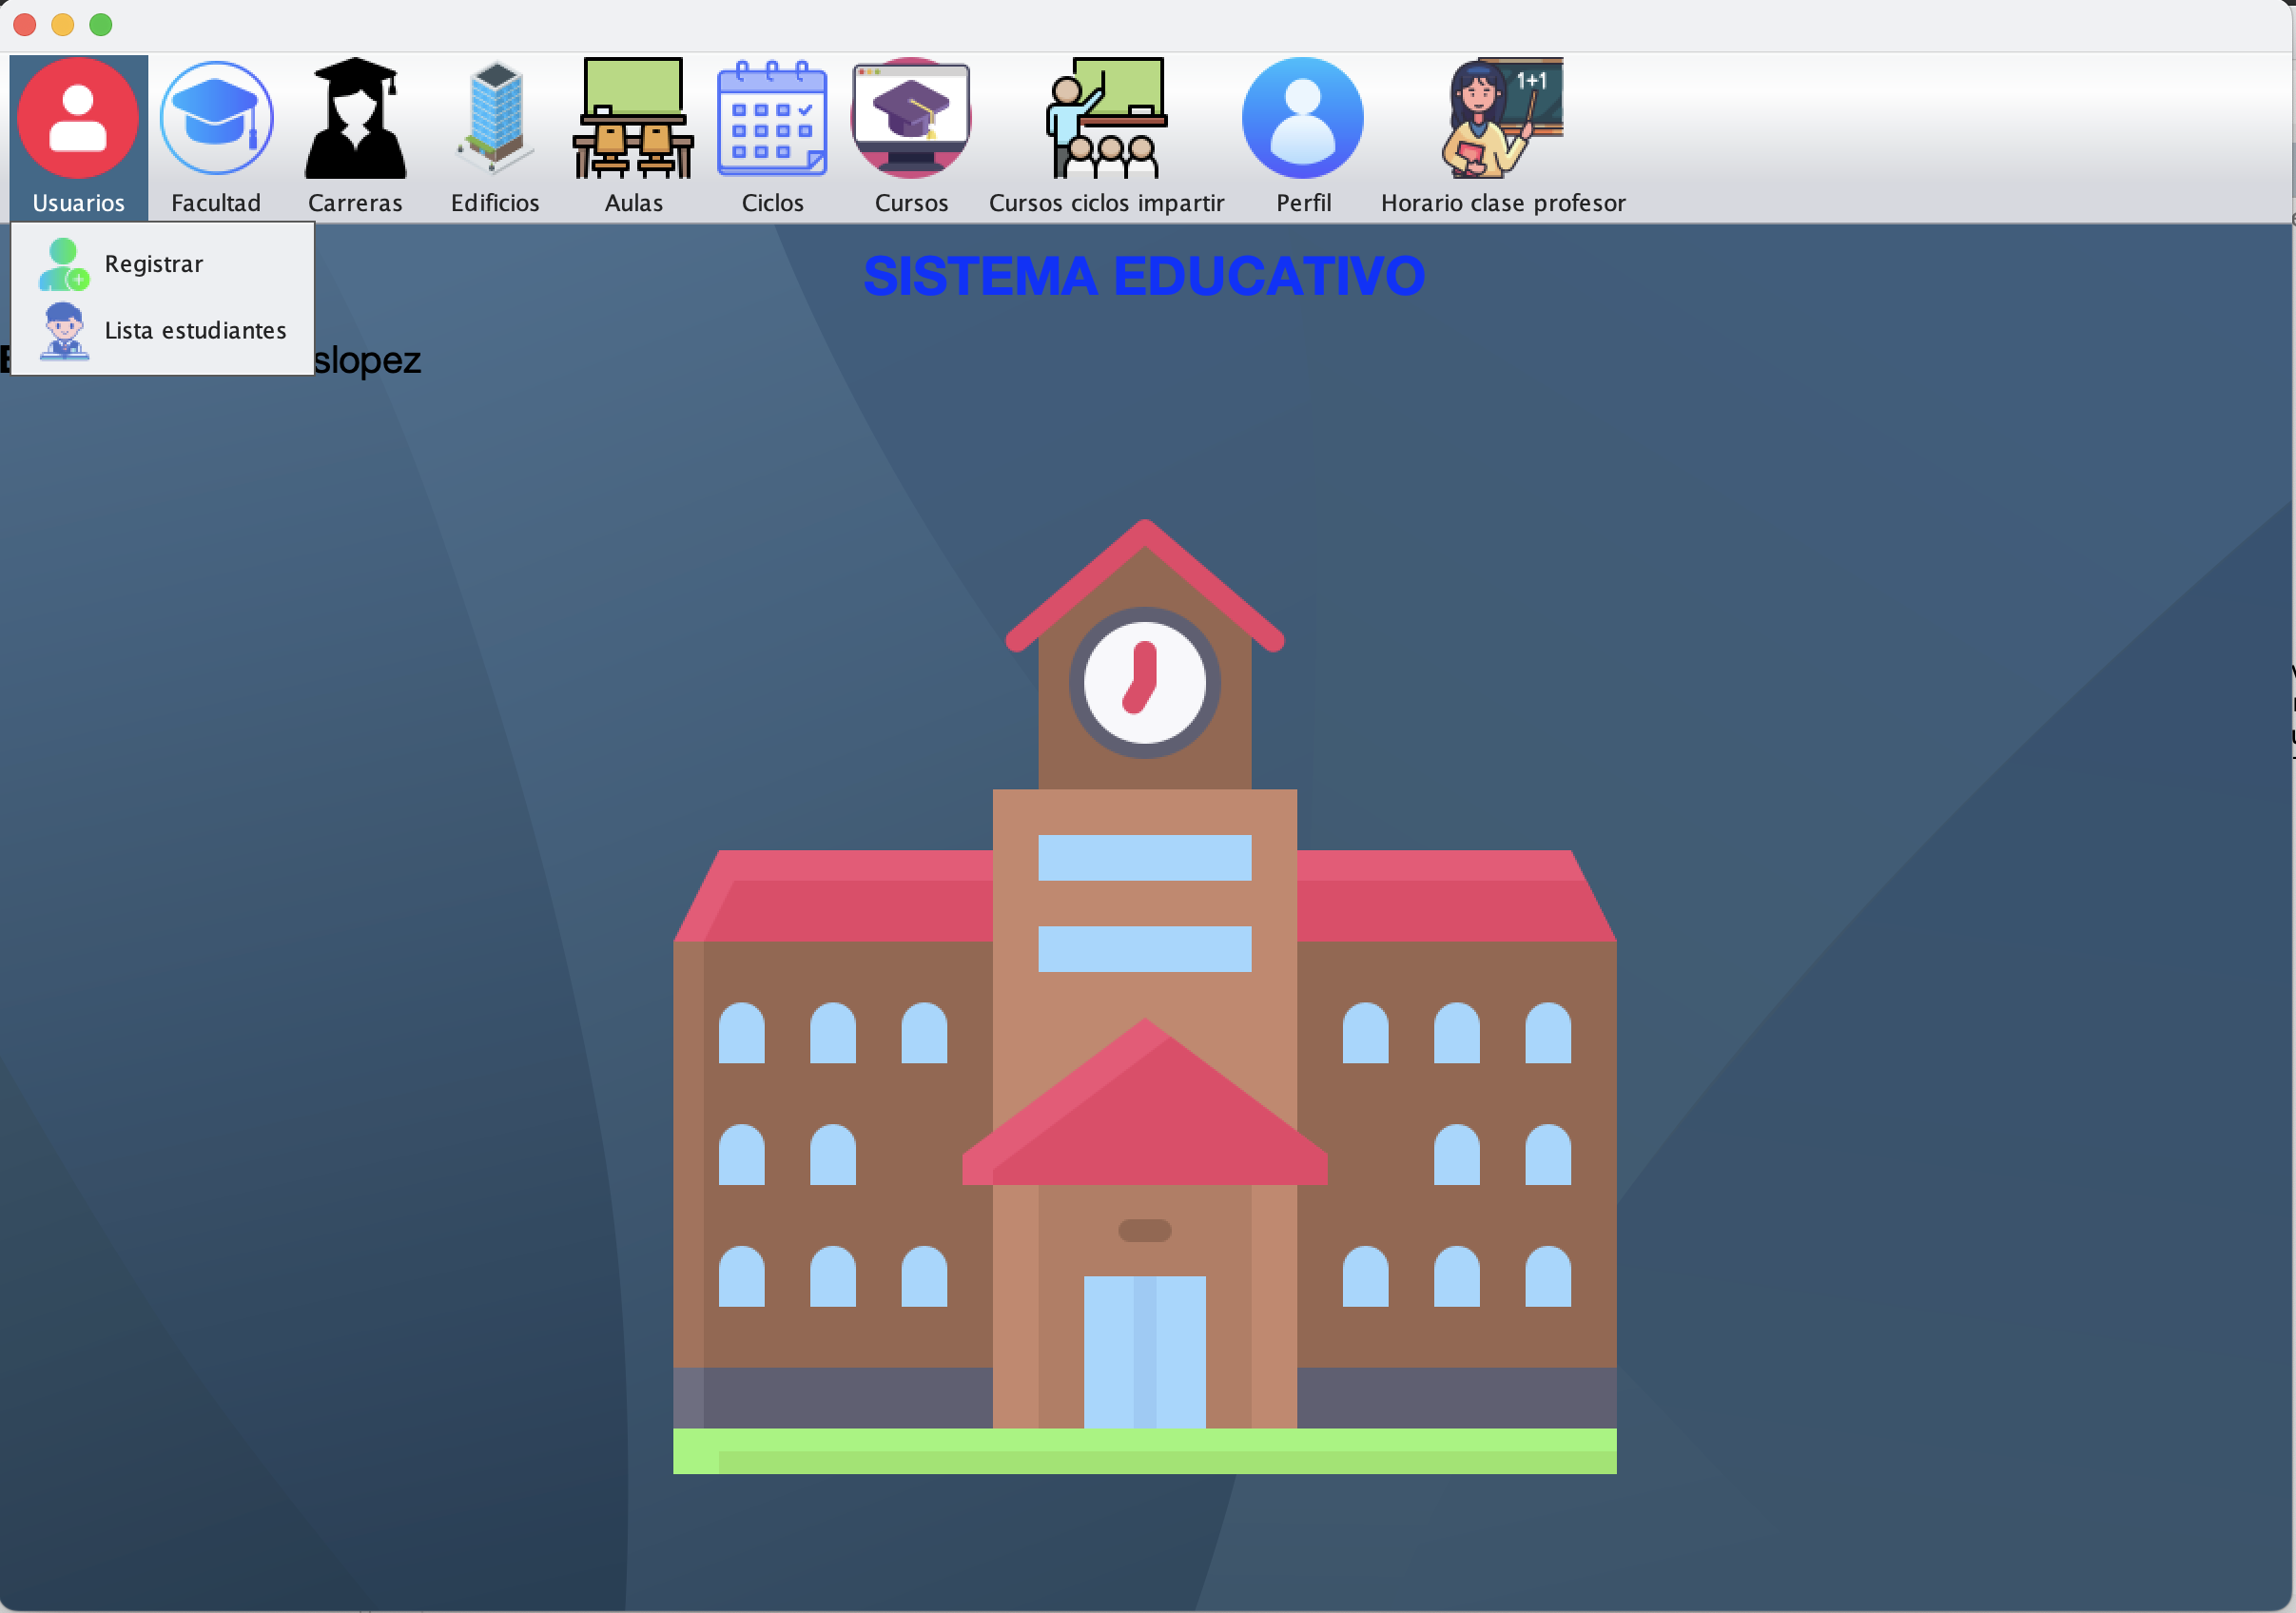 Usuarios Facultad Carreras Edificios Aulas Ciclos Cursos Cursos ciclos impartir Perfil Horario clase profesor
1+1
Registrar
Lista estudiantes
SISTEMA EDUCATIVO
slopez